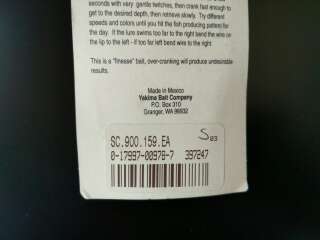 seconds with very gentle twitches, then crank fast enough to
get to the desired depth, then retrieve slowly. Try different
speeds and colors until you hit the fish producing pattern for the
day. If the lure swims too far to the right bend the wire on
the lip to the left - if too far left bend wire to the right.
This is a "finesse" bait, over-cranking will produce undesirable
results.
Made in Mexico
Yakima Bait Company
P.O. Box 310
Granger, WA 98932
S 03
SC.900.159.EA
0-17997-00978-7 397247